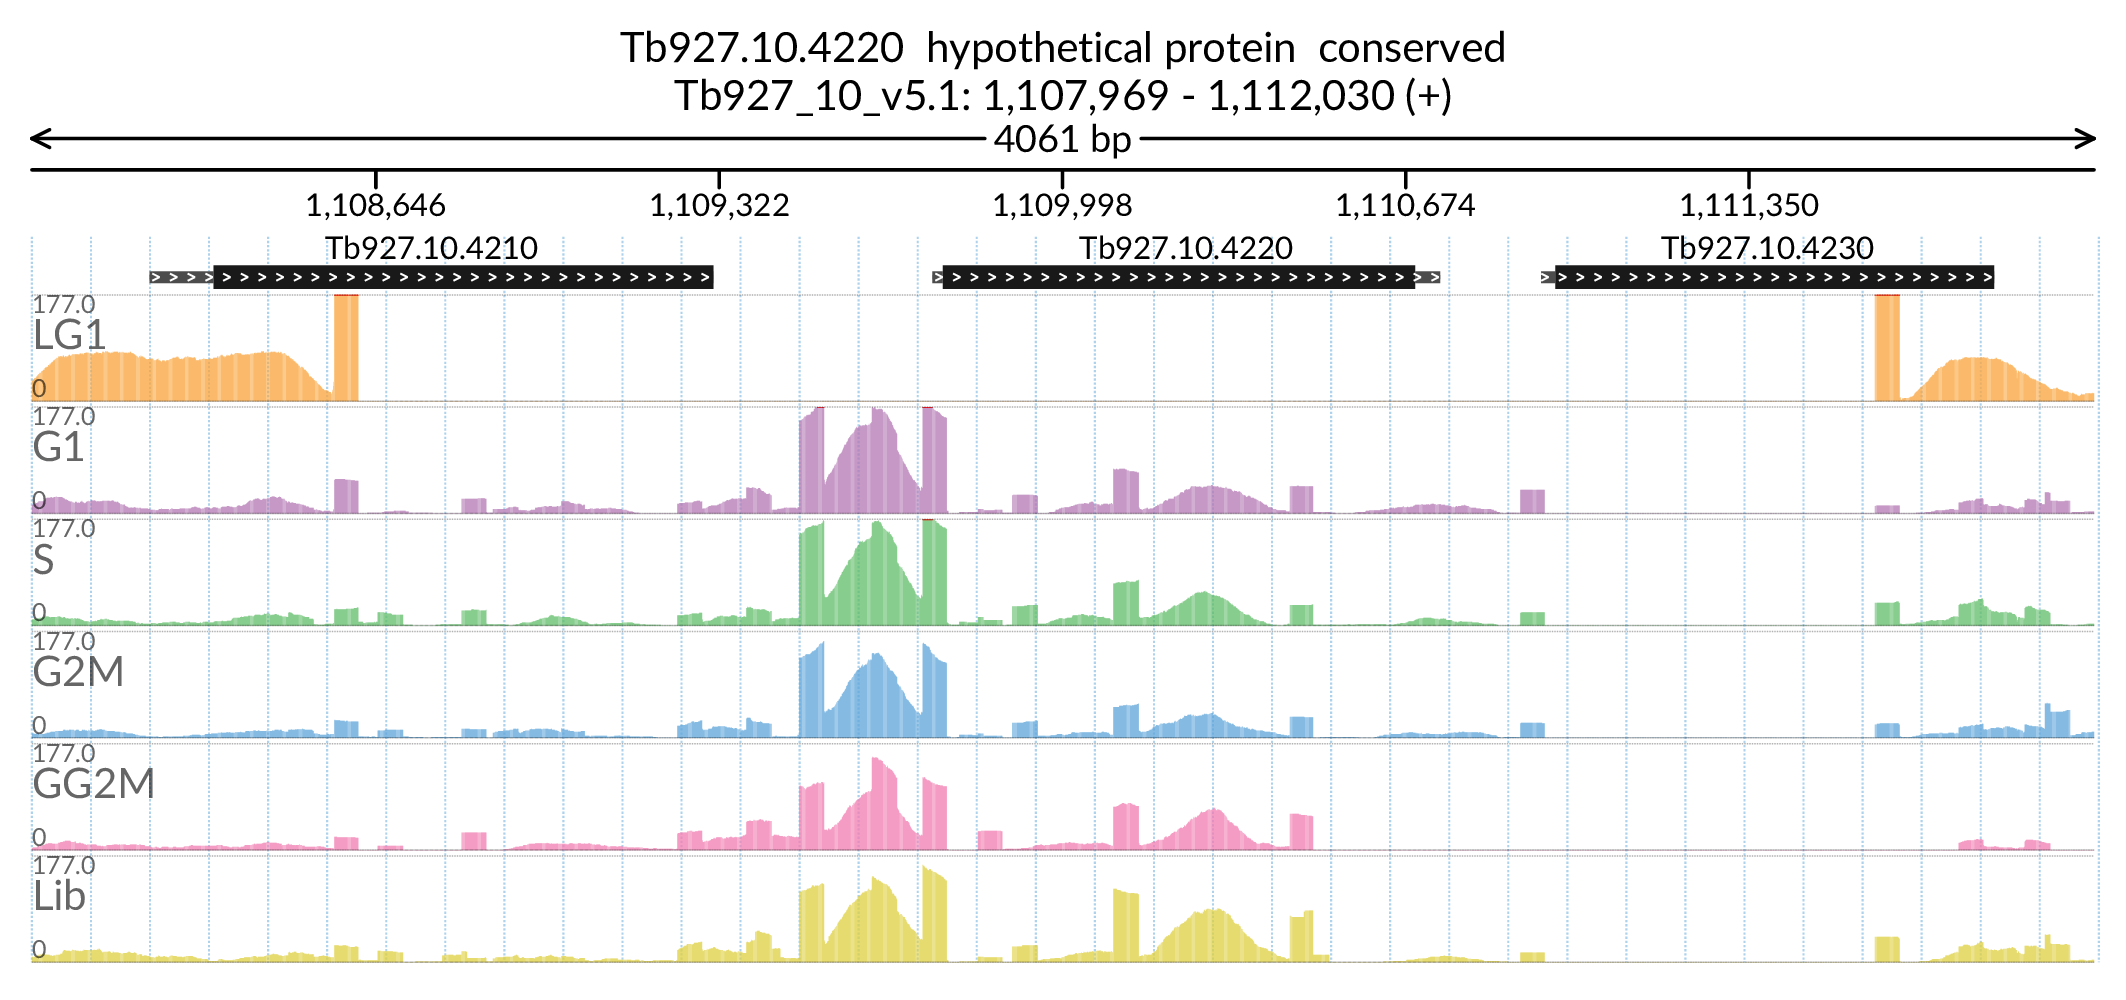 Tb927.10.4220  hypothetical protein  conserved
Tb927_10_v5.1: 1,107,969 - 1,112,030 (+)
4061 bp
1,108,646 1,109,322 1,109,998 1,110,674 1,111,350
Tb927.10.4210 Tb927.10.4220 Tb927.10.4230
177.0
LG1
0
177.0
G1
0
177.0
S
0
177.0
G2M
0
177.0
GG2M
0
177.0
Lib
0